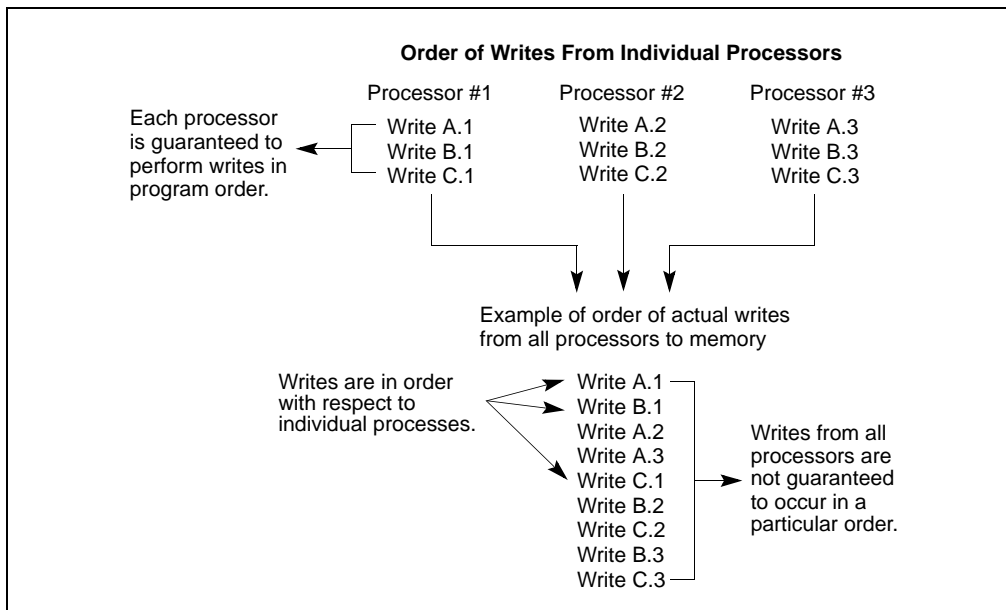 Order of Writes From Individual Processors
Processor #1
Processor #2
Processor #3
Each processor
is guaranteed to
perform writes in
program order.
Write A.1
Write B.1
Write C.1
Write A.2
Write B.2
Write C.2
Write A.3
Write B.3
Write C.3
Example of order of actual writes
from all processors to memory
Writes are in order
with respect to
individual processes.
Write A.1
Write B.1
Write A.2
Write A.3
Write C.1
Write B.2
Write C.2
Write B.3
Write C.3
Writes from all
processors are
not guaranteed
to occur in a
particular order.